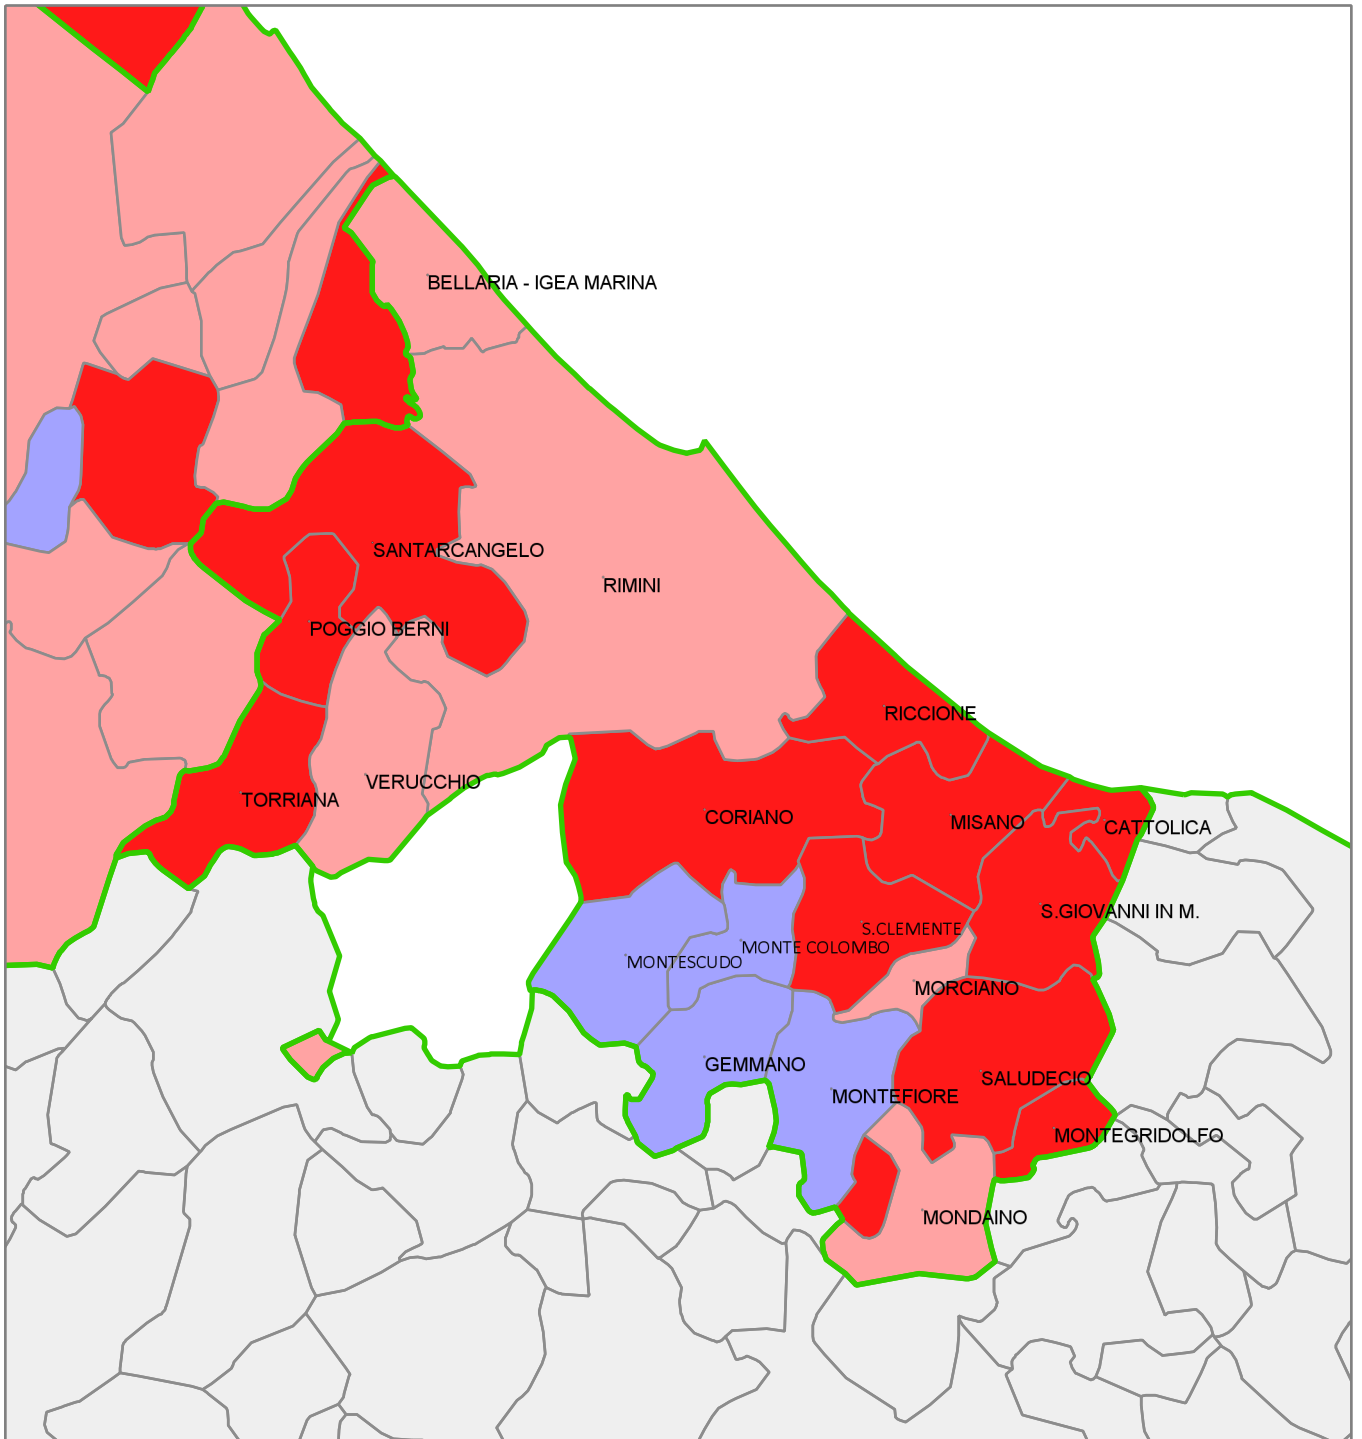 BELLARIA - IGEA MARINA
SANTARCANGELO
RIMINI
POGGIO BERNI
RICCIONE
VERUCCHIO
TORRIANA
CORIANO
MISANO
CATTOLICA
S.GIOVANNI IN M.
S.CLEMENTE
MONTE COLOMBO
MONTESCUDO
MORCIANO
GEMMANO
SALUDECIO
MONTEFIORE
MONTEGRIDOLFO
MONDAINO